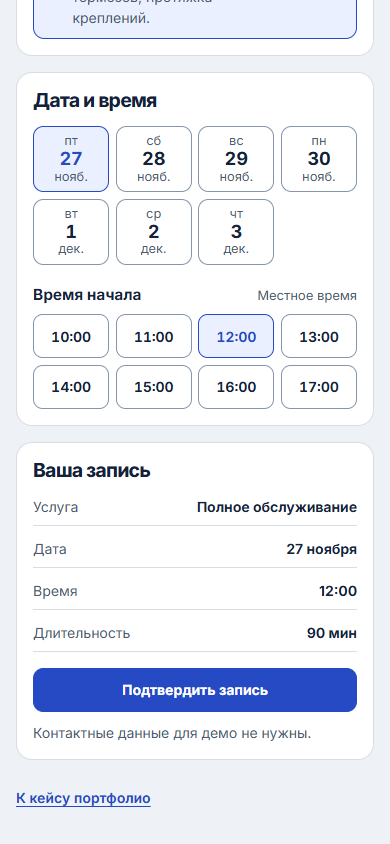 креплений.
Дата и время
пт
27
нояб.
сб
28
нояб.
вс
29
нояб.
пн
30
нояб.
вт
1
дек.
ср
2
дек.
чт
3
дек.
Время начала
Местное время
10:00
11:00
12:00
13:00
14:00
15:00
16:00
17:00
Ваша запись
Услуга
Полное обслуживание
Дата
27 ноября
Время
12:00
Длительность
90 мин
Подтвердить запись
Контактные данные для демо не нужны.
К кейсу портфолио